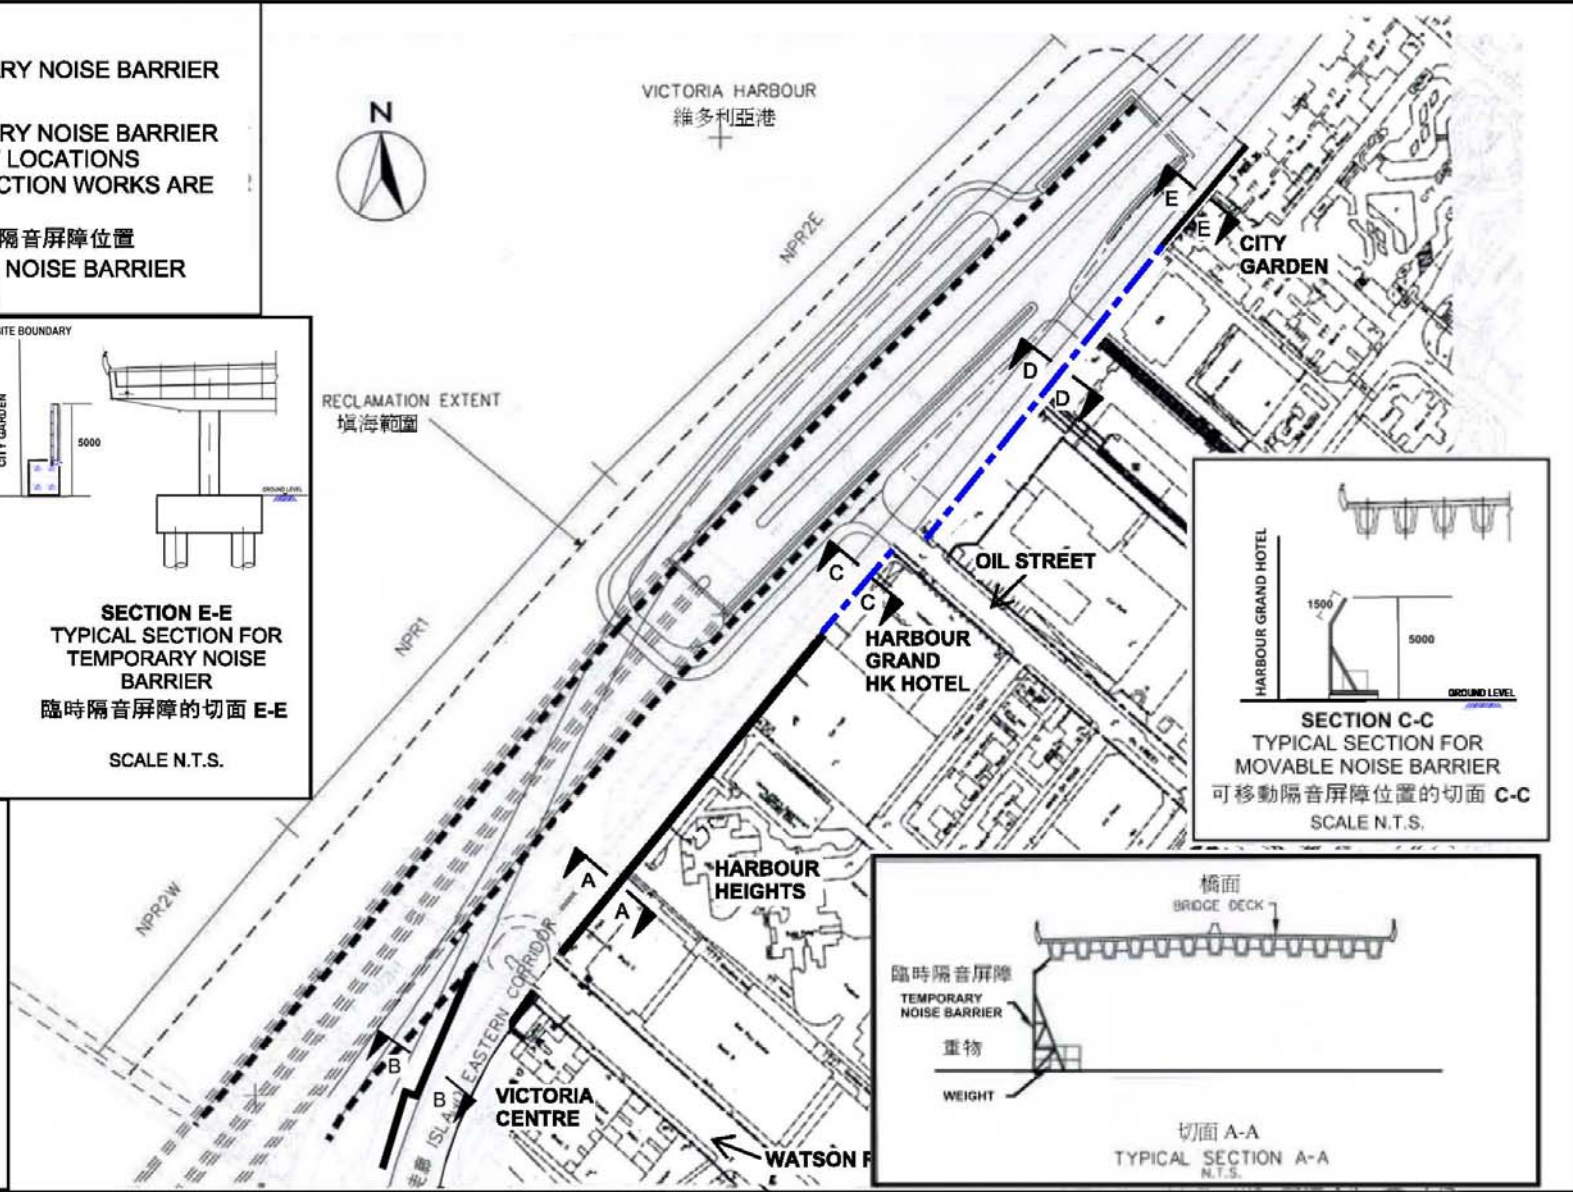 RY NOISE BARRIER
RY NOISE BARRIER
LOCATIONS
CTION WORKS ARE
隔音屏障位置
NOISE BARRIER
ITE BOUNDARY
CITY GARDEN
5000
GROUND LEVEL
SECTION E-E
TYPICAL SECTION FOR
TEMPORARY NOISE
BARRIER
臨時隔音屏障的切面 E-E
SCALE N.T.S.
N
VICTORIA HARBOUR
維多利亞港
NPR2E
RECLAMATION EXTENT
填海範圍
NPR1
NPR2W
E
E
CITY
GARDEN
D
D
C
C
OIL STREET
HARBOUR
GRAND
HK HOTEL
HARBOUR
HEIGHTS
A
A
B
B
ISLAND EASTERN CORRIDOR
VICTORIA
CENTRE
WATSON R
HARBOUR GRAND HOTEL
1500
5000
GROUND LEVEL
SECTION C-C
TYPICAL SECTION FOR
MOVABLE NOISE BARRIER
可移動隔音屏障位置的切面 C-C
SCALE N.T.S.
橋面
BRIDGE DECK
臨時隔音屏障
TEMPORARY
NOISE BARRIER
重物
WEIGHT
切面 A-A
TYPICAL SECTION A-A
N.T.S.